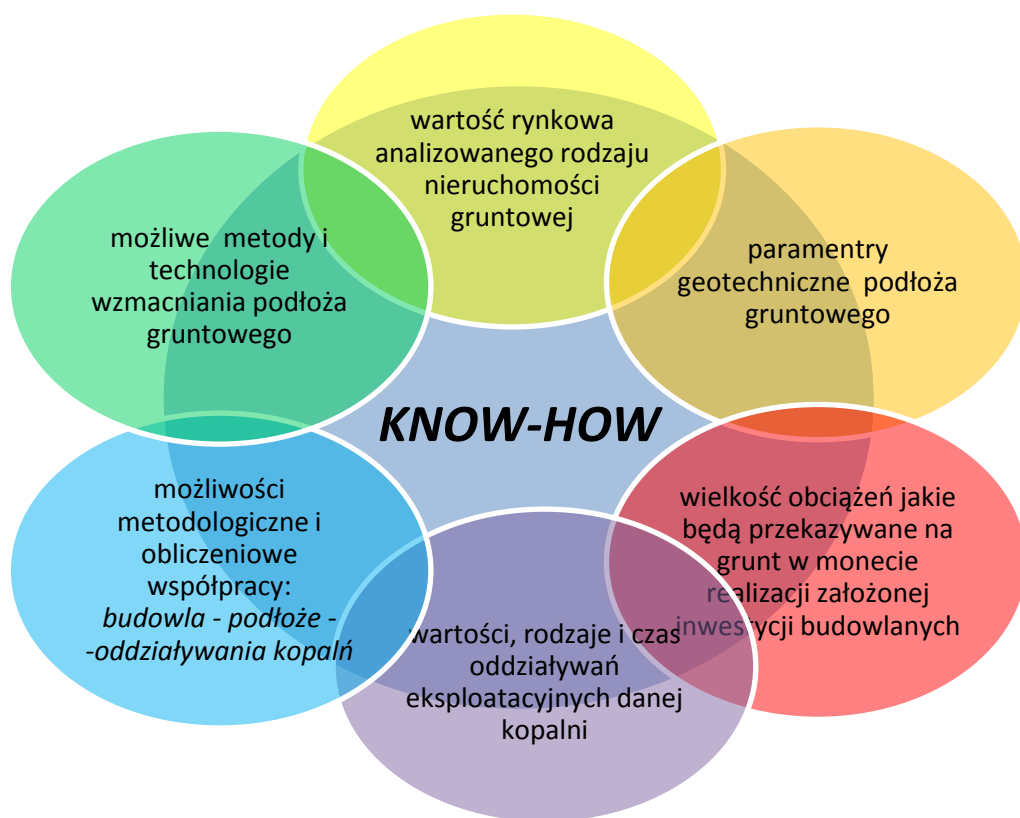 wartość rynkowa
analizowanego rodzaju
nieruchomości
gruntowej
paramentry
geotechniczne podłoża
gruntowego
wielkość obciążeń jakie
będą przekazywane na
grunt w monecie
realizacji założonej
inwestycji budowlanych
wartości, rodzaje i czas
oddziaływań
eksploatacyjnych danej
kopalni
możliwości
metodologiczne i
obliczeniowe
współpracy:
budowla - podłoże -
-oddziaływania kopalń
możliwe metody i
technologie
wzmacniania podłoża
gruntowego
KNOW-HOW